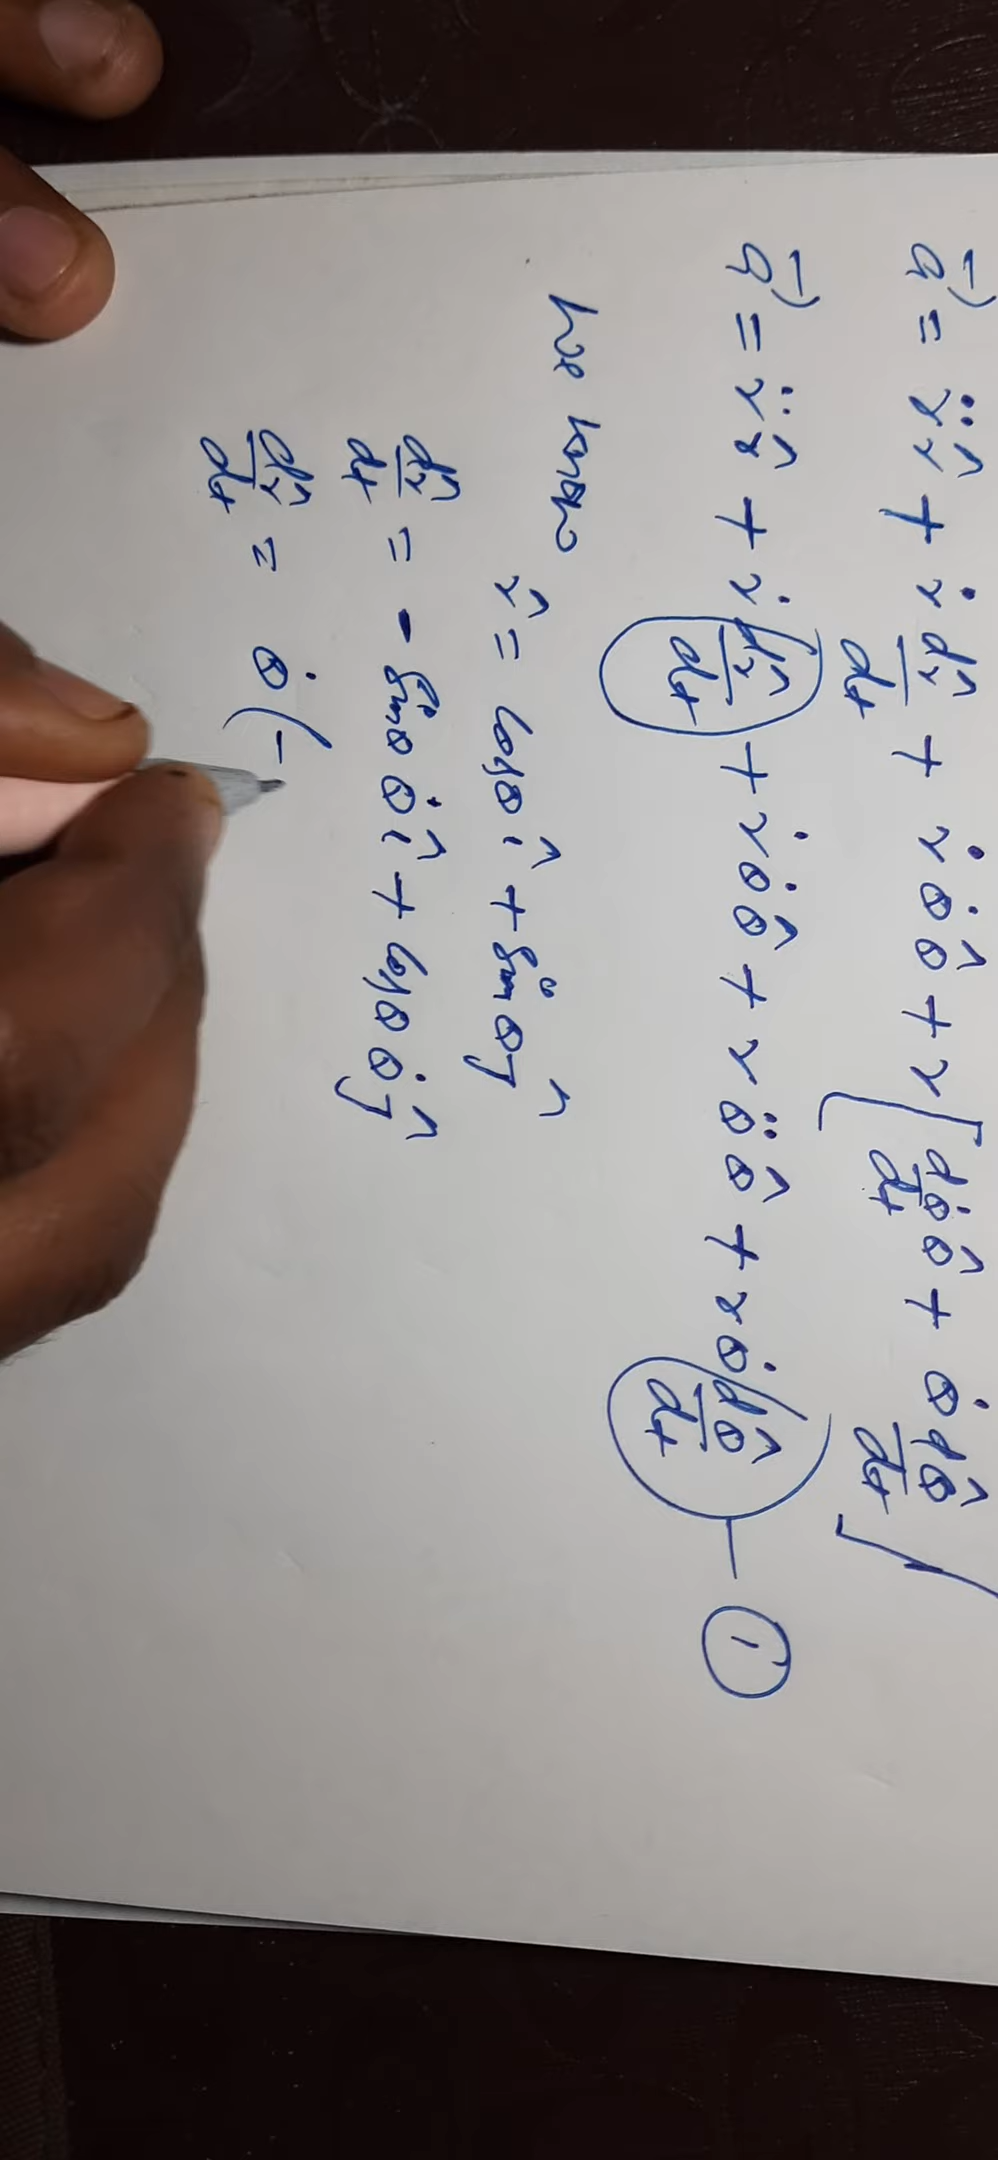 a⃗ = r̈ r̂ + ṙ dr̂/dt + ṙ θ̇ θ̂ + r [dθ̇/dt θ̂ + θ̇ dθ̂/dt]
a⃗ = r̈ r̂ + ṙ dr̂/dt + ṙ θ̇ θ̂ + r θ̈ θ̂ + r θ̇ dθ̂/dt — ①
we know
r̂ = cosθ î + sinθ ĵ
dr̂/dt = - sinθ θ̇ î + cosθ θ̇ ĵ
dr̂/dt = θ̇ (-